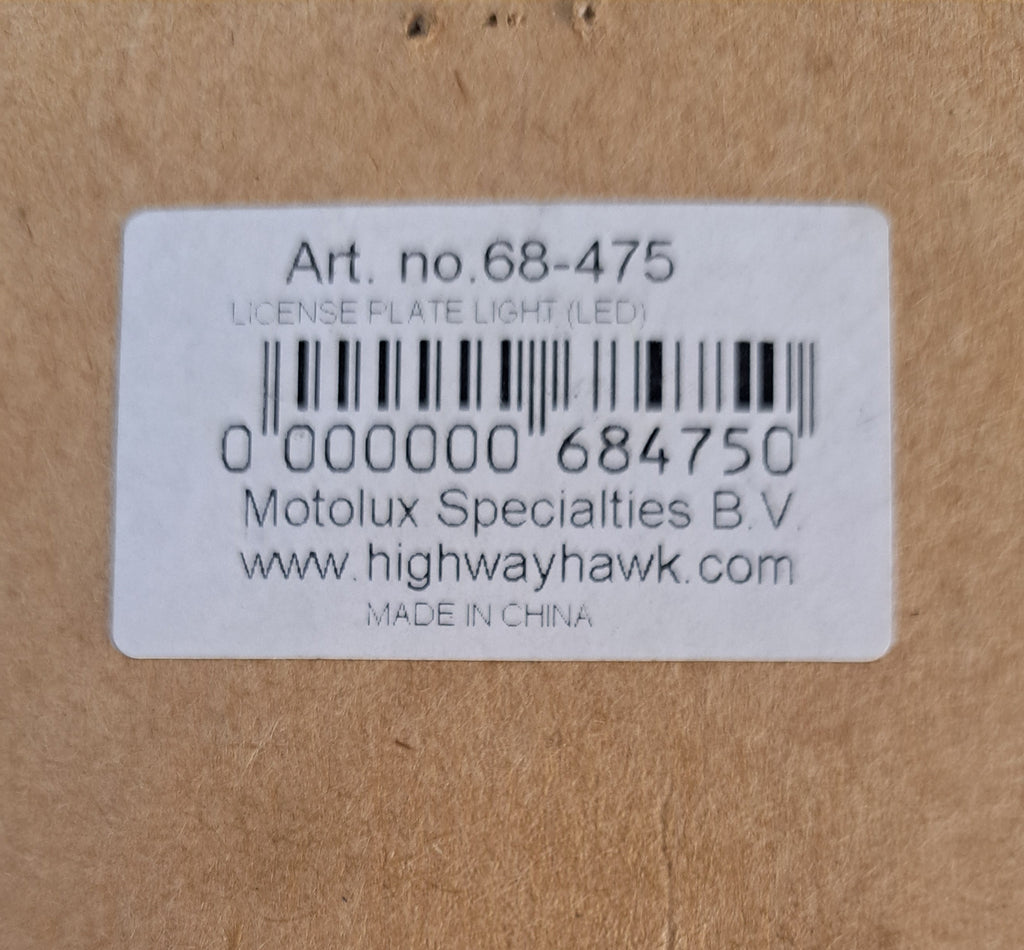 Art. no.68-475
LICENSE PLATE LIGHT (LED)
0 000000 684750
Motolux Specialties B.V.
www.highwayhawk.com
MADE IN CHINA